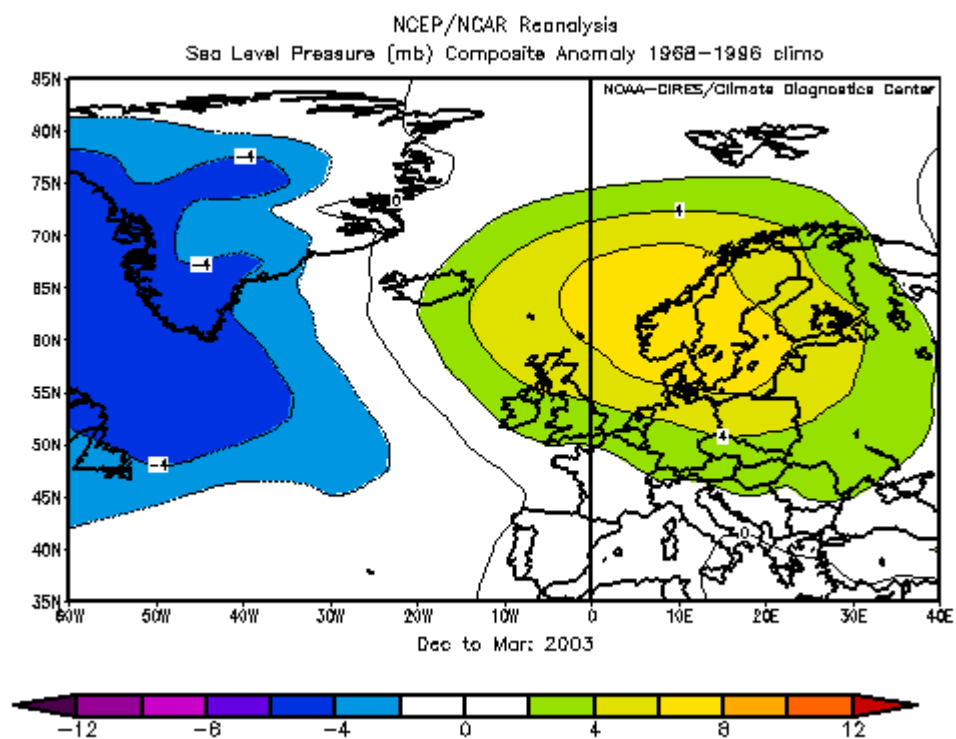 NCEP/NCAR Reanalysis
Sea Level Pressure (mb) Composite Anomaly 1968-1996 climo
NOAA-CIRES/Climate Diagnostics Center
85N
80N
75N
70N
65N
60N
55N
50N
45N
40N
35N
-4
-4
-4
0
4
4
0
60W 50W 40W 30W 20W 10W 0 10E 20E 30E 40E
Dec to Mar: 2003
-12 -8 -4 0 4 8 12